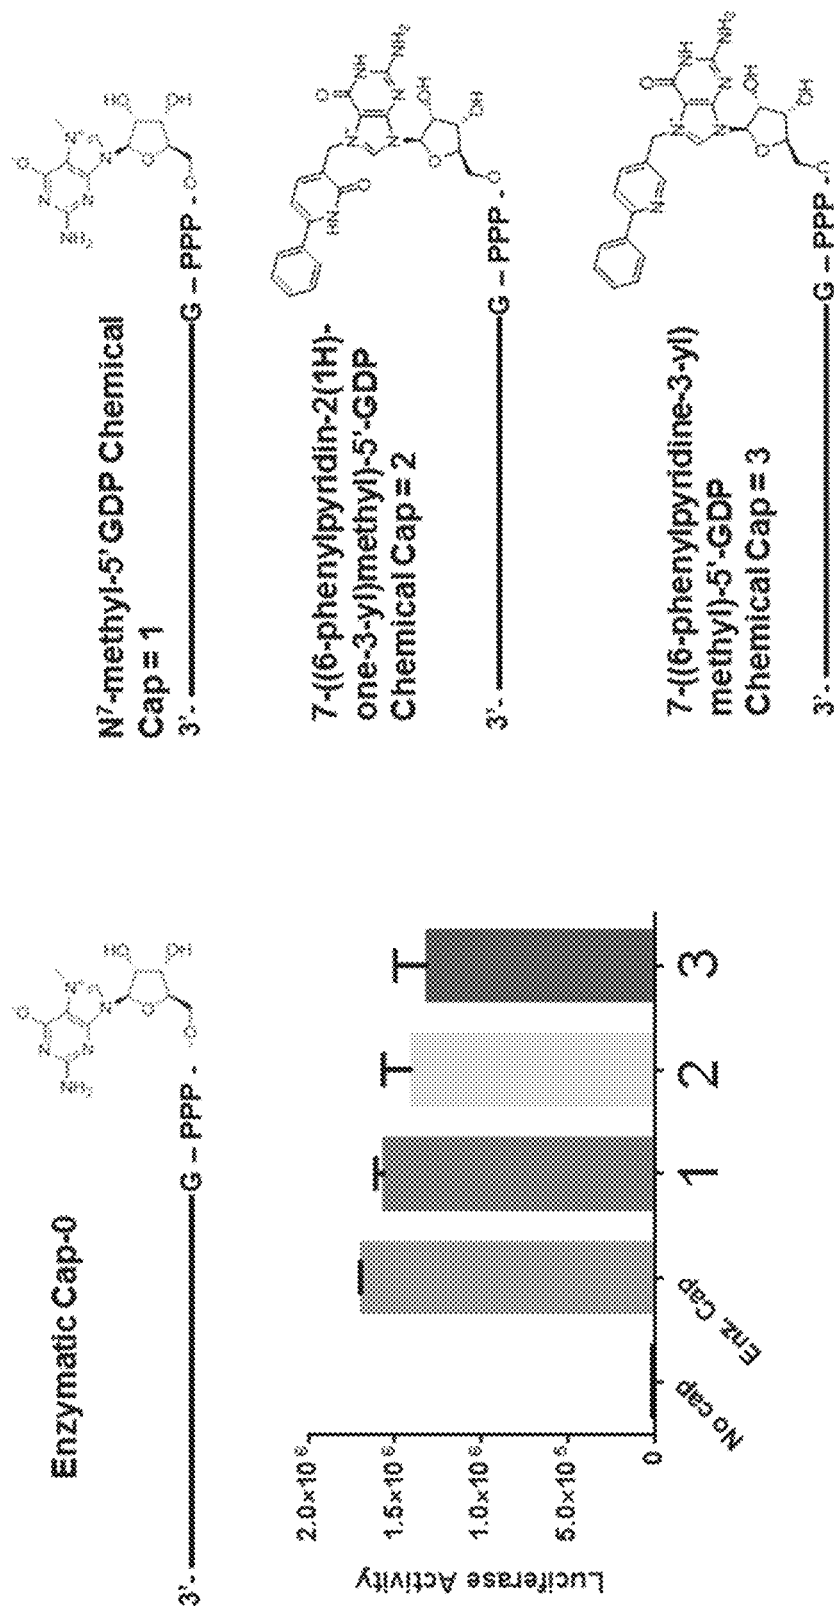 Enzymatic Cap-0
3'-
G – PPP -
Luciferase Activity
2.0×10⁶
1.5×10⁶
1.0×10⁶
5.0×10⁵
0
No cap
Enz. Cap
1
2
3
N⁷-methyl-5' GDP Chemical
Cap = 1
3'-
G – PPP -
7-((6-phenylpyridin-2(1H)-
one-3-yl)methyl)-5'-GDP
Chemical Cap = 2
3'-
G – PPP -
7-((6-phenylpyridine-3-yl)
methyl)-5'-GDP
Chemical Cap = 3
3'-
G – PPP -